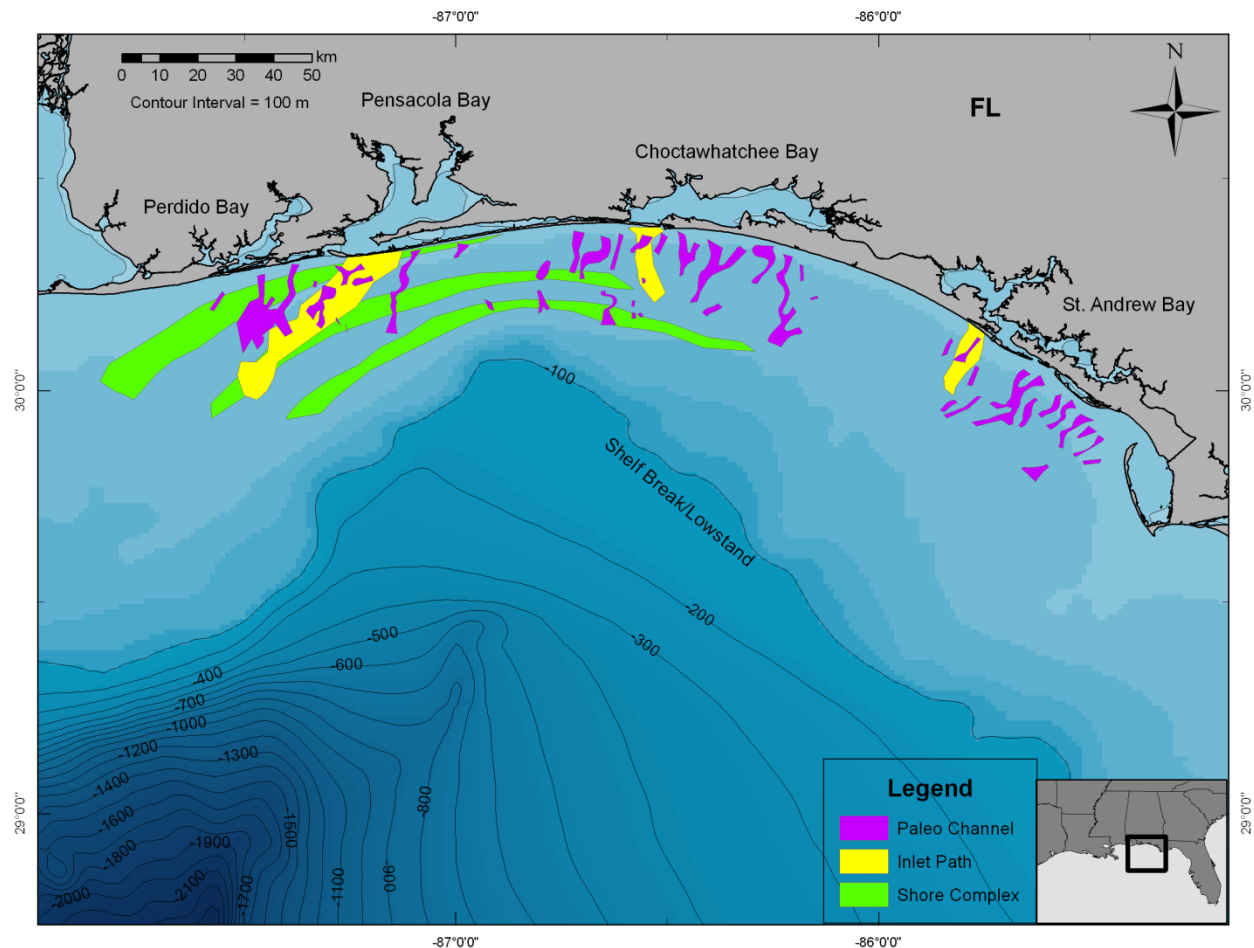 -87°0'0"
-86°0'0"
km
0 10 20 30 40 50
Contour Interval = 100 m
N
FL
Pensacola Bay
Choctawhatchee Bay
Perdido Bay
St. Andrew Bay
30°0'0"
30°0'0"
-100
Shelf Break/Lowstand
-200
-300
-500
-600
-400
-700
-1000
-1200
-1300
-1400
-1600
-1800
-1900
-2000
-2100
-1500
-1700
-1100
-900
-800
29°0'0"
29°0'0"
Legend
Paleo Channel
Inlet Path
Shore Complex
-87°0'0"
-86°0'0"